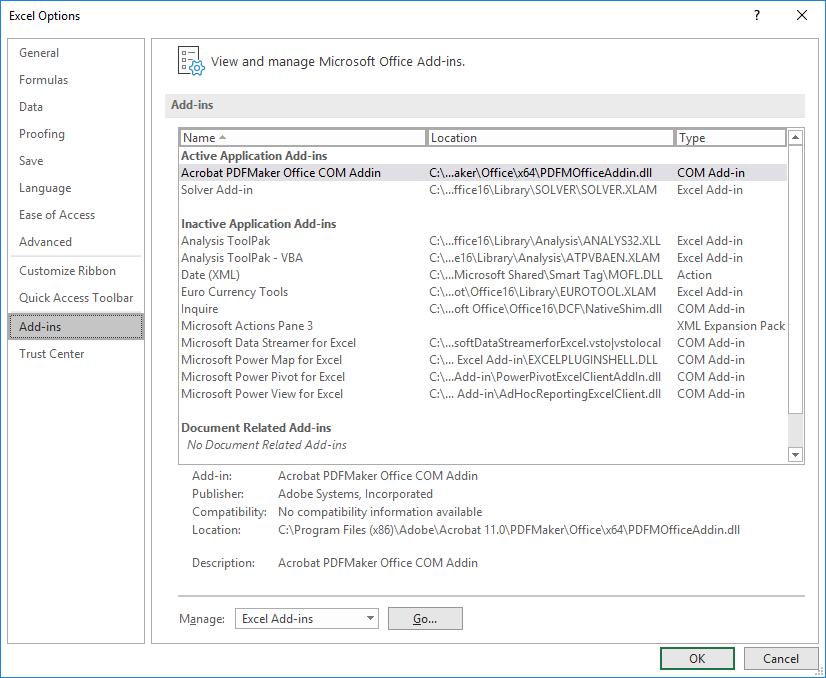 Excel Options
?
General
Formulas
Data
Proofing
Save
Language
Ease of Access
Advanced
Customize Ribbon
Quick Access Toolbar
Add-ins
Trust Center
View and manage Microsoft Office Add-ins.
Add-ins
Name Location Type
Active Application Add-ins
Acrobat PDFMaker Office COM Addin C:\...aker\Office\x64\PDFMOfficeAddin.dll COM Add-in
Solver Add-in C:\...ffice16\Library\SOLVER\SOLVER.XLAM Excel Add-in
Inactive Application Add-ins
Analysis ToolPak C:\...ffice16\Library\Analysis\ANALYS32.XLL Excel Add-in
Analysis ToolPak - VBA C:\...e16\Library\Analysis\ATPVBAEN.XLAM Excel Add-in
Date (XML) C:\...Microsoft Shared\Smart Tag\MOFL.DLL Action
Euro Currency Tools C:\...ot\Office16\Library\EUROTOOL.XLAM Excel Add-in
Inquire C:\...oft Office\Office16\DCF\NativeShim.dll COM Add-in
Microsoft Actions Pane 3 XML Expansion Pack
Microsoft Data Streamer for Excel C:\...softDataStreamerforExcel.vsto|vstolocal COM Add-in
Microsoft Power Map for Excel C:\... Excel Add-in\EXCELPLUGINSHELL.DLL COM Add-in
Microsoft Power Pivot for Excel C:\...Add-in\PowerPivotExcelClientAddIn.dll COM Add-in
Microsoft Power View for Excel C:\... Add-in\AdHocReportingExcelClient.dll COM Add-in
Document Related Add-ins
No Document Related Add-ins
Add-in: Acrobat PDFMaker Office COM Addin
Publisher: Adobe Systems, Incorporated
Compatibility: No compatibility information available
Location: C:\Program Files (x86)\Adobe\Acrobat 11.0\PDFMaker\Office\x64\PDFMOfficeAddin.dll
Description: Acrobat PDFMaker Office COM Addin
Manage: Excel Add-ins Go...
OK Cancel